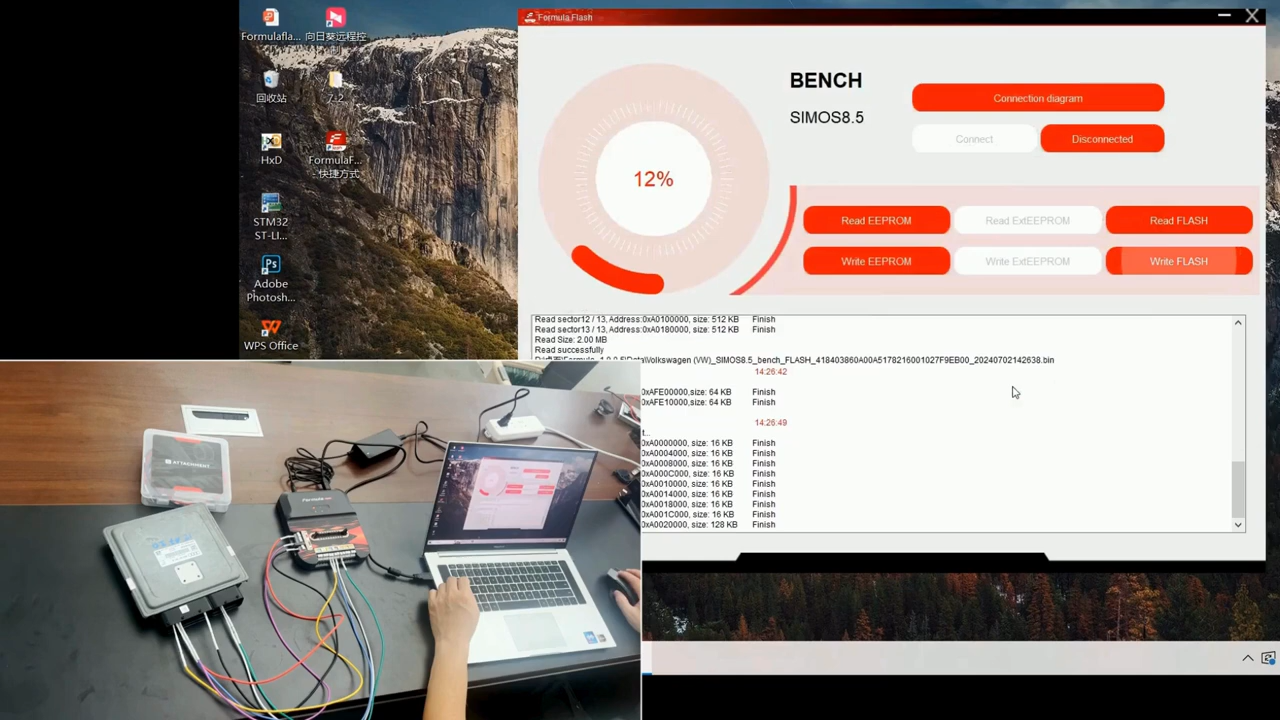 Formulafla...
向日葵远程控
制
回收站
7-2
HxD
FormulaF...
- 快捷方式
STM32
ST-LI...
Ps
Adobe
Photosh...
WPS Office
Formula Flash
12%
BENCH
SIMOS8.5
Connection diagram
Connect
Disconnected
Read EEPROM
Read ExtEEPROM
Read FLASH
Write EEPROM
Write ExtEEPROM
Write FLASH
Read sector12 / 13, Address:0xA0100000, size: 512 KB Finish
Read sector13 / 13, Address:0xA0180000, size: 512 KB Finish
Read Size: 2.00 MB
Read successfully
Volkswagen (VW)_SIMOS8.5_bench_FLASH_418403860A00A5178216001027F9EB00_20240702142638.bin
14:26:42
0xAFE00000,size: 64 KB Finish
0xAFE10000,size: 64 KB Finish
14:26:49
t...
0xA0000000, size: 16 KB Finish
0xA0004000, size: 16 KB Finish
0xA0008000, size: 16 KB Finish
0xA000C000, size: 16 KB Finish
0xA0010000, size: 16 KB Finish
0xA0014000, size: 16 KB Finish
0xA0018000, size: 16 KB Finish
0xA001C000, size: 16 KB Finish
0xA0020000, size: 128 KB Finish
ATTACHMENT